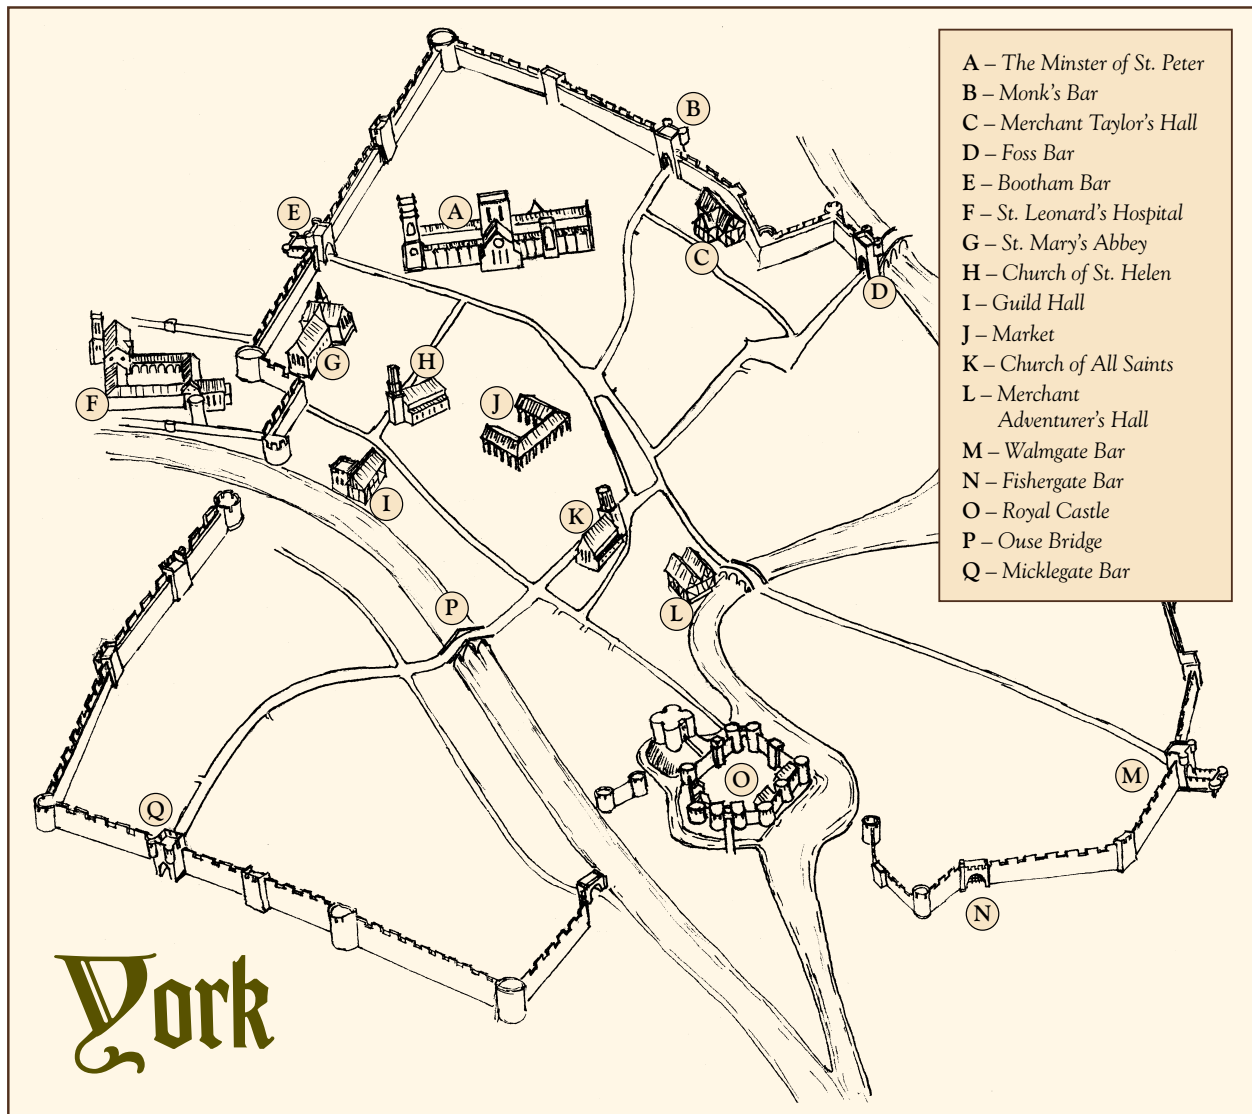 A – The Minster of St. Peter
B – Monk's Bar
C – Merchant Taylor's Hall
D – Foss Bar
E – Bootham Bar
F – St. Leonard's Hospital
G – St. Mary's Abbey
H – Church of St. Helen
I – Guild Hall
J – Market
K – Church of All Saints
L – Merchant
Adventurer's Hall
M – Walmgate Bar
N – Fishergate Bar
O – Royal Castle
P – Ouse Bridge
Q – Micklegate Bar
B
A
E
C
D
G
H
F
J
I
K
P
L
O
M
Q
N
York